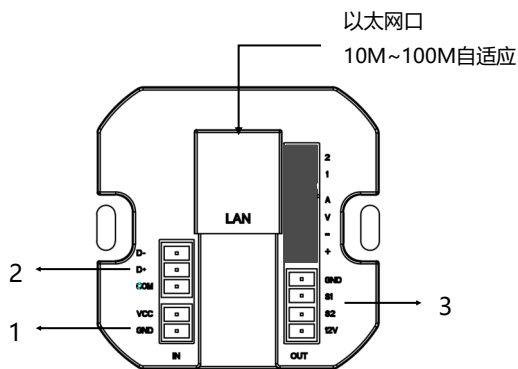 以太网口
10M~100M自适应
LAN
2
1
A
V
-
+
D-
D+
COM
VCC
GND
IN
GND
S1
S2
12V
OUT
2
1
3